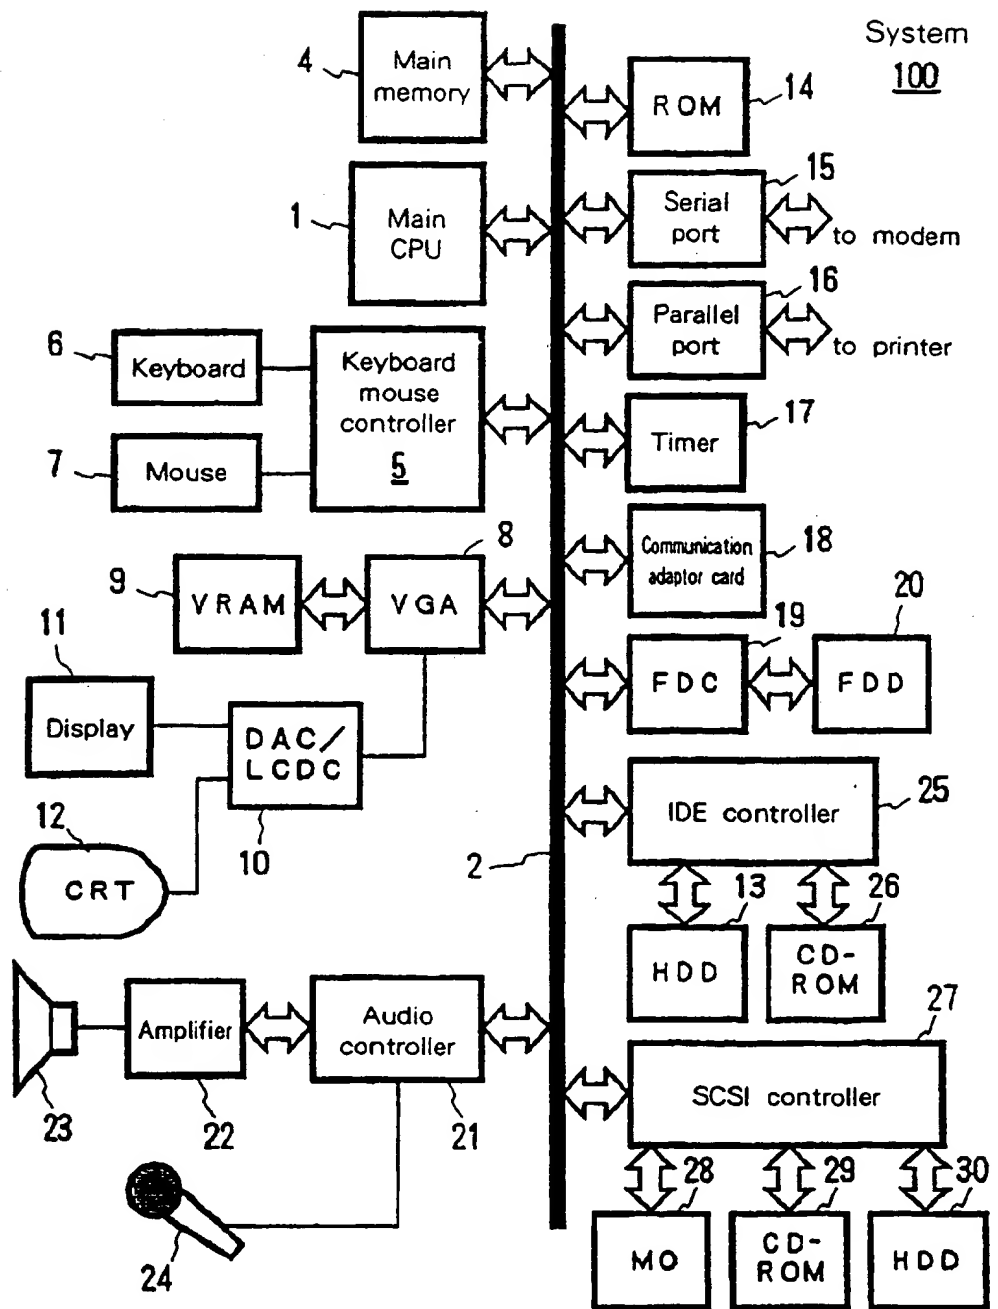 System
100
4
Main
memory
ROM
14
1
Main
CPU
15
Serial
port
to modem
16
Parallel
port
to printer
6
Keyboard
7
Mouse
Keyboard
mouse
controller
5
Timer
17
Communication
adaptor card
18
9
VRAM
8
VGA
19
FDC
20
FDD
11
Display
DAC/
LCDC
10
12
CRT
2
IDE controller
25
13
HDD
26
CD-
ROM
23
Amplifier
22
Audio
controller
21
24
27
SCSI controller
28
MO
29
CD-
ROM
30
HDD